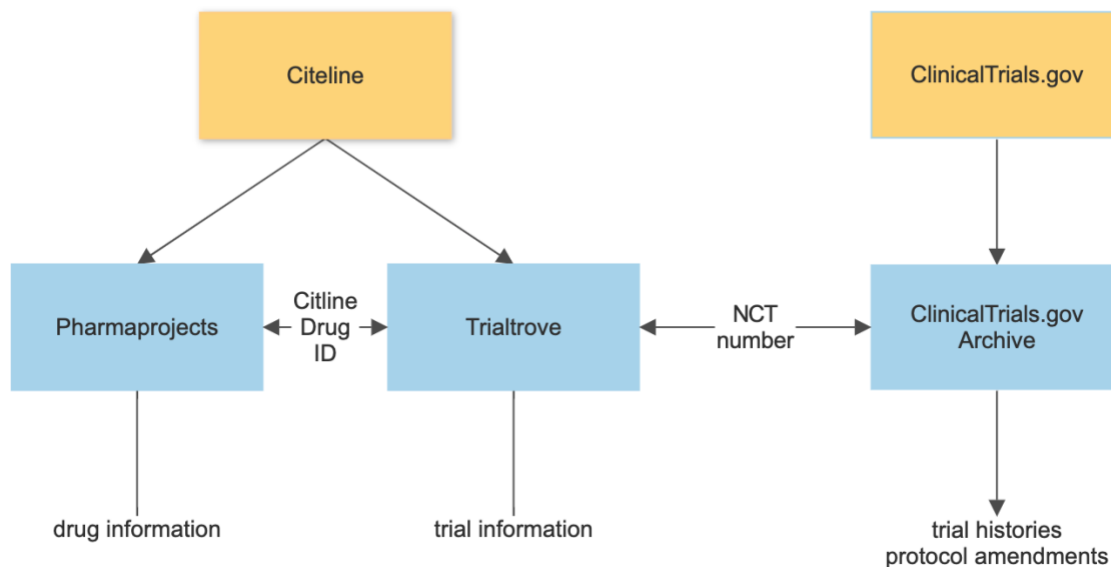 Citeline
ClinicalTrials.gov
Pharmaprojects
Citline
Drug
ID
Trialtrove
NCT
number
ClinicalTrials.gov
Archive
drug information
trial information
trial histories
protocol amendments